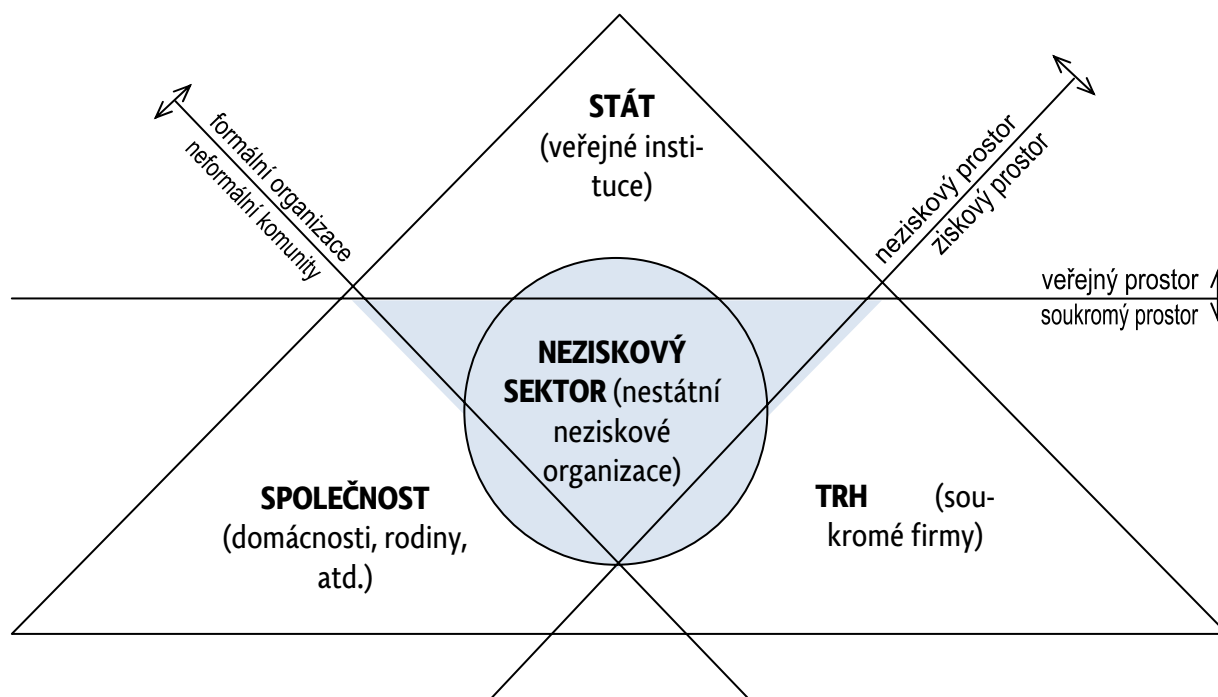 STÁT
(veřejné insti-
tuce)
formální organizace
neformální komunity
neziskový prostor
ziskový prostor
veřejný prostor
soukromý prostor
NEZISKOVÝ
SEKTOR (nestátní
neziskové
organizace)
SPOLEČNOST
(domácnosti, rodiny,
atd.)
TRH (sou-
kromé firmy)